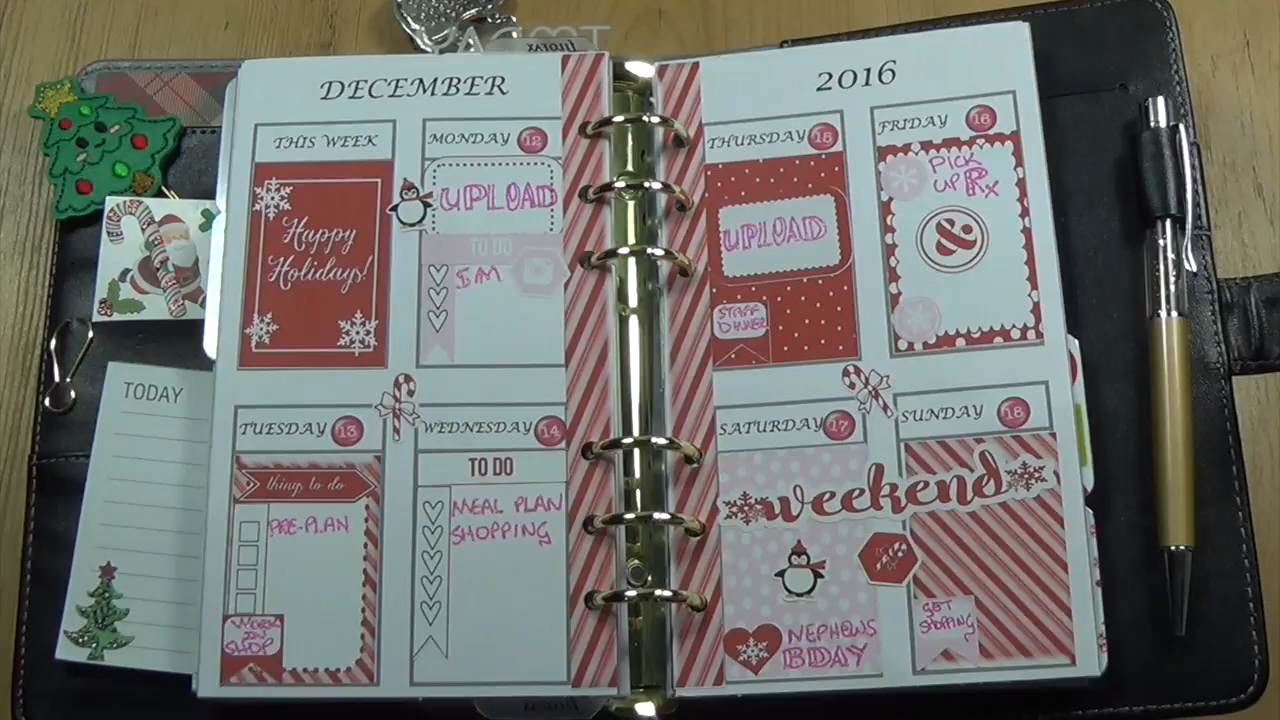 FILOFAX
DECEMBER
THIS WEEK
Happy
Holidays!
MONDAY 12
UPLOAD
TO DO
TUESDAY 13
things to do
PRE-PLAN
WORK
ON
SHOP
WEDNESDAY 14
TO DO
MEAL PLAN
SHOPPING
TODAY
2016
THURSDAY 15
UPLOAD
STAFF
DINNER
FRIDAY 16
PICK
UP Rx
&
SATURDAY 17
weekend
NEPHEWS
BDAY
SUNDAY 18
GET
SHOPPING